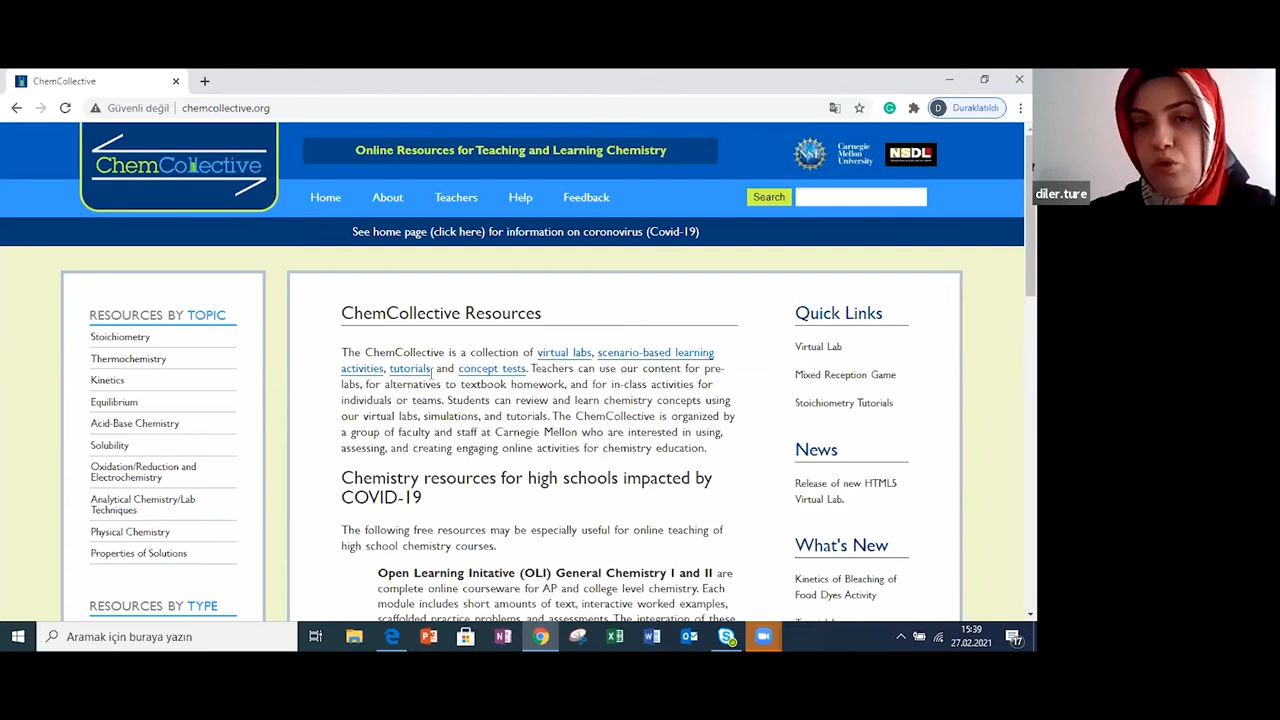 ChemCollective
Güvenli değil
chemcollective.org
D Duraklatıldı
ChemCollective
Online Resources for Teaching and Learning Chemistry
NSF
Carnegie
Mellon
University
NSDL
Home
About
Teachers
Help
Feedback
Search
See home page (click here) for information on coronovirus (Covid-19)
diler.ture
RESOURCES BY TOPIC
Stoichiometry
Thermochemistry
Kinetics
Equilibrium
Acid-Base Chemistry
Solubility
Oxidation/Reduction and
Electrochemistry
Analytical Chemistry/Lab
Techniques
Physical Chemistry
Properties of Solutions
RESOURCES BY TYPE
ChemCollective Resources
The ChemCollective is a collection of virtual labs, scenario-based learning
activities, tutorials and concept tests. Teachers can use our content for pre-
labs, for alternatives to textbook homework, and for in-class activities for
individuals or teams. Students can review and learn chemistry concepts using
our virtual labs, simulations, and tutorials. The ChemCollective is organized by
a group of faculty and staff at Carnegie Mellon who are interested in using,
assessing, and creating engaging online activities for chemistry education.
Chemistry resources for high schools impacted by
COVID-19
The following free resources may be especially useful for online teaching of
high school chemistry courses.
Open Learning Initative (OLI) General Chemistry I and II are
complete online courseware for AP and college level chemistry. Each
module includes short amounts of text, interactive worked examples,
scaffolded practice problems, and assessments. The integration of these
Quick Links
Virtual Lab
Mixed Reception Game
Stoichiometry Tutorials
News
Release of new HTML5
Virtual Lab.
What's New
Kinetics of Bleaching of
Food Dyes Activity
Aramak için buraya yazın
15:39
27.02.2021
17